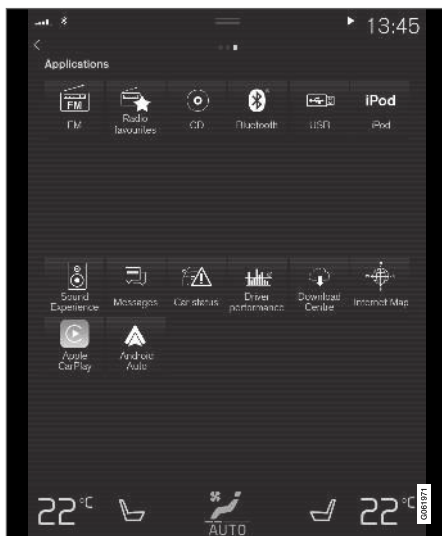 13:45
Applications
FM
FM
Radio favourites
CD
Bluetooth
USB
iPod
iPod
Sound Experience
Messages
Car status
Driver performance
Download Centre
Internet Map
Apple CarPlay
Android Auto
22°C
AUTO
22°C
G061971